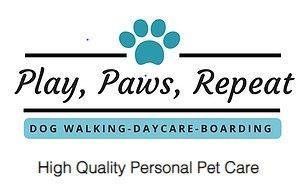 Play, Paws, Repeat
DOG WALKING-DAYCARE-BOARDING
High Quality Personal Pet Care